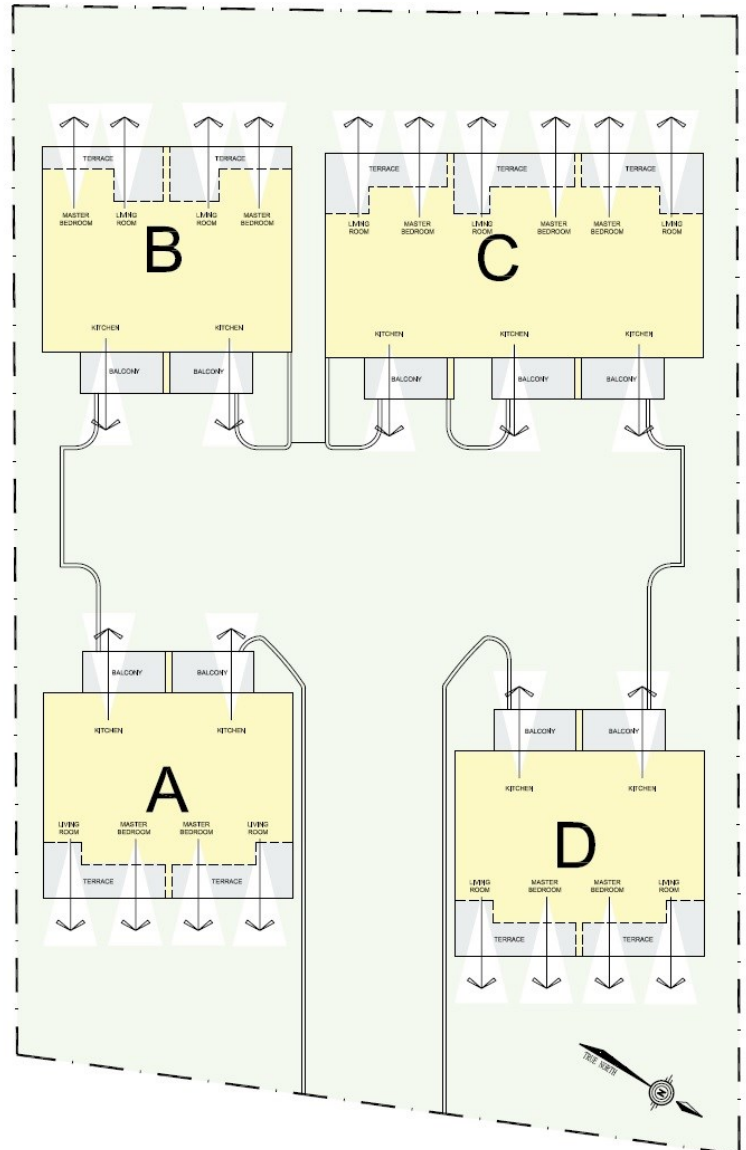 TERRACE
TERRACE
MASTER
BEDROOM
LIVING
ROOM
LIVING
ROOM
MASTER
BEDROOM
B
KITCHEN
KITCHEN
BALCONY
BALCONY
TERRACE
TERRACE
TERRACE
LIVING
ROOM
MASTER
BEDROOM
LIVING
ROOM
MASTER
BEDROOM
MASTER
BEDROOM
LIVING
ROOM
C
KITCHEN
KITCHEN
KITCHEN
BALCONY
BALCONY
BALCONY
BALCONY
BALCONY
KITCHEN
KITCHEN
A
LIVING
ROOM
MASTER
BEDROOM
MASTER
BEDROOM
LIVING
ROOM
TERRACE
TERRACE
BALCONY
BALCONY
KITCHEN
KITCHEN
D
LIVING
ROOM
MASTER
BEDROOM
MASTER
BEDROOM
LIVING
ROOM
TERRACE
TERRACE
TRUE NORTH
N